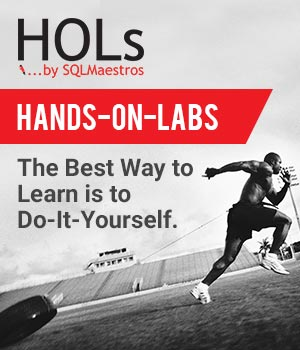 HOLs
...by SQLMaestros
HANDS-ON-LABS
The Best Way to
Learn is to
Do-It-Yourself.